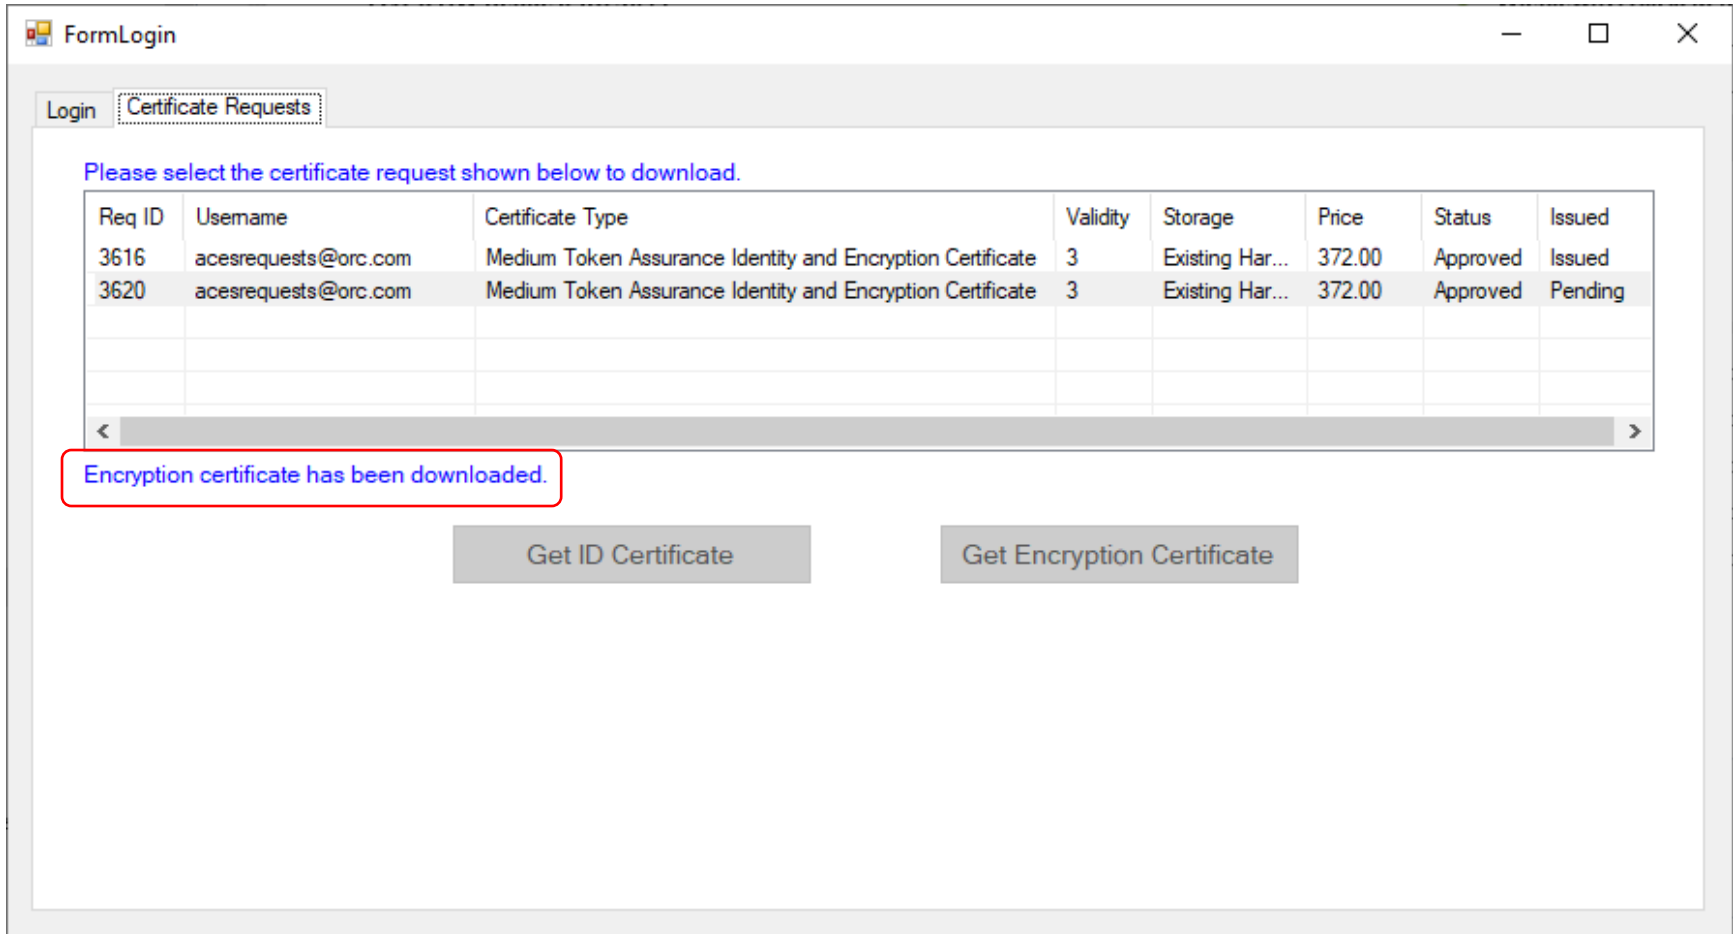 FormLogin
Login Certificate Requests
Please select the certificate request shown below to download.
Req ID Username Certificate Type Validity Storage Price Status Issued
3616 acesrequests@orc.com Medium Token Assurance Identity and Encryption Certificate 3 Existing Har... 372.00 Approved Issued
3620 acesrequests@orc.com Medium Token Assurance Identity and Encryption Certificate 3 Existing Har... 372.00 Approved Pending
Encryption certificate has been downloaded.
Get ID Certificate Get Encryption Certificate